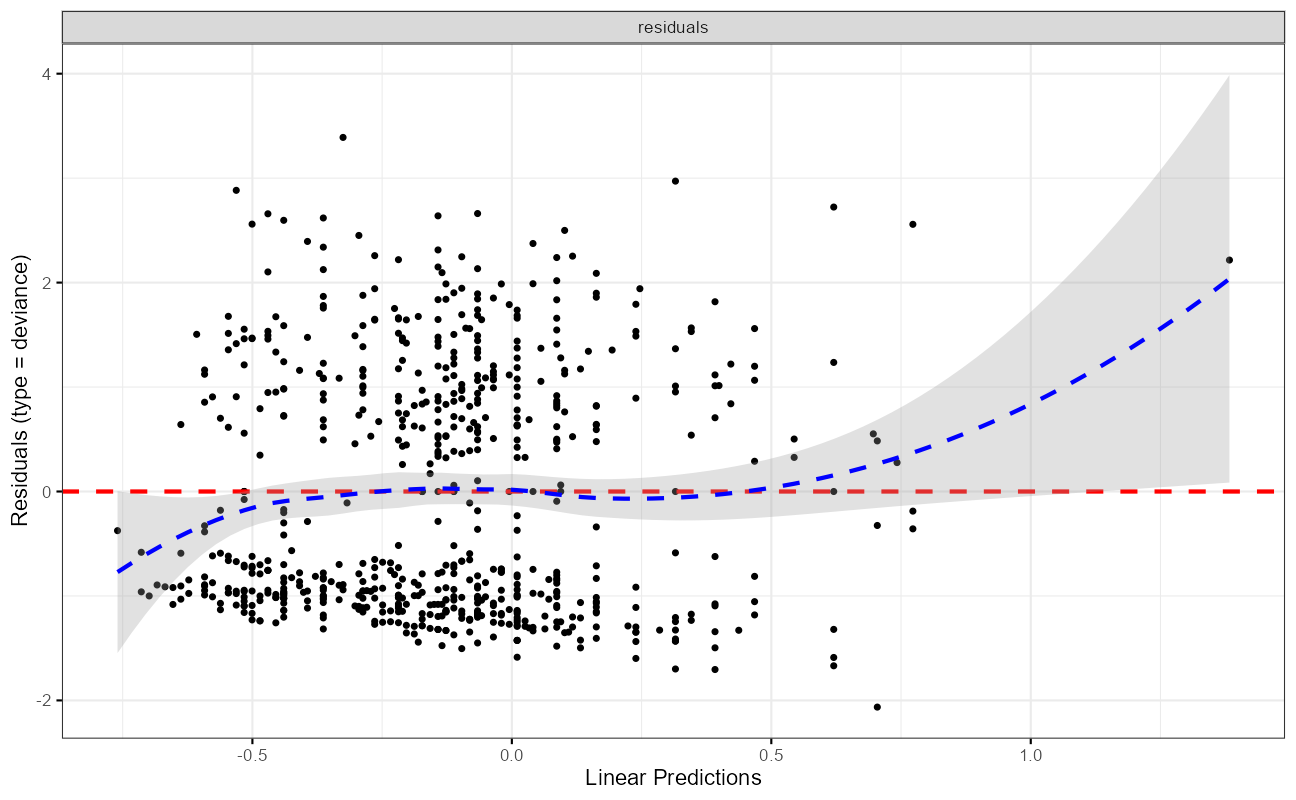 residuals
4
2
0
-2
Residuals (type = deviance)
-0.5
0.0
0.5
1.0
Linear Predictions